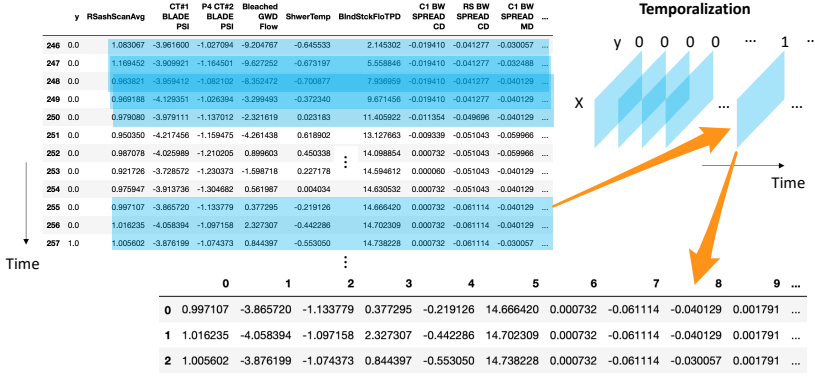 CT#1 P4 CT#2 Bleached C1 BW RS BW C1 BW
y RSashScanAvg BLADE BLADE GWD ShwerTemp BlndStckFloTPD SPREAD SPREAD SPREAD ...
PSI PSI Flow CD CD MD
246 0.0 1.083067 -3.961600 -1.027094 -9.204767 -0.645533 2.145302 -0.019410 -0.041277 -0.030057 ...
247 0.0 1.169452 -3.909921 -1.164501 -9.627252 -0.673197 5.558846 -0.019410 -0.041277 -0.032488 ...
248 0.0 0.963821 -3.959412 -1.082102 -8.352472 -0.700877 7.936959 -0.019410 -0.041277 -0.040129 ...
249 0.0 0.969188 -4.129351 -1.026394 -3.299493 -0.372340 9.671456 -0.019410 -0.041277 -0.040129 ...
250 0.0 0.979080 -3.979111 -1.137012 -2.321619 0.023183 11.405922 -0.011354 -0.049696 -0.040129 ...
251 0.0 0.950350 -4.217456 -1.159475 -4.261438 0.618902 13.127663 -0.009339 -0.051043 -0.059966 ...
252 0.0 0.987078 -4.025989 -1.210205 0.899603 0.450338 14.098854 0.000732 -0.051043 -0.059966 ...
253 0.0 0.921726 -3.728572 -1.230373 -1.598718 0.227178 14.594612 0.000060 -0.051043 -0.040129 ...
254 0.0 0.975947 -3.913736 -1.304682 0.561987 0.004034 14.630532 0.000732 -0.051043 -0.040129 ...
255 0.0 0.997107 -3.865720 -1.133779 0.377295 -0.219126 14.666420 0.000732 -0.061114 -0.040129 ...
256 0.0 1.016235 -4.058394 -1.097158 2.327307 -0.442286 14.702309 0.000732 -0.061114 -0.040129 ...
257 1.0 1.005602 -3.876199 -1.074373 0.844397 -0.553050 14.738228 0.000732 -0.061114 -0.030057 ...
Time
Temporalization
y 0 0 0 0 ... 1 ..
X ... ...
Time
0 1 2 3 4 5 6 7 8 9 ...
0 0.997107 -3.865720 -1.133779 0.377295 -0.219126 14.666420 0.000732 -0.061114 -0.040129 0.001791 ...
1 1.016235 -4.058394 -1.097158 2.327307 -0.442286 14.702309 0.000732 -0.061114 -0.040129 0.001791 ...
2 1.005602 -3.876199 -1.074373 0.844397 -0.553050 14.738228 0.000732 -0.061114 -0.030057 0.001791 ...